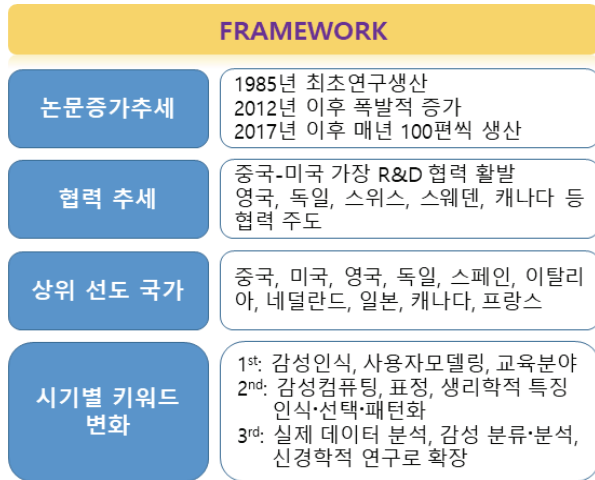 FRAMEWORK
논문증가추세
1985년 최초연구생산
2012년 이후 폭발적 증가
2017년 이후 매년 100편씩 생산
협력 추세
중국-미국 가장 R&D 협력 활발
영국, 독일, 스위스, 스웨덴, 캐나다 등
협력 주도
상위 선도 국가
중국, 미국, 영국, 독일, 스페인, 이탈리
아, 네덜란드, 일본, 캐나다, 프랑스
시기별 키워드
변화
1st: 감성인식, 사용자모델링, 교육분야
2nd: 감성컴퓨팅, 표정, 생리학적 특징
인식·선택·패턴화
3rd: 실제 데이터 분석, 감성 분류·분석,
신경학적 연구로 확장